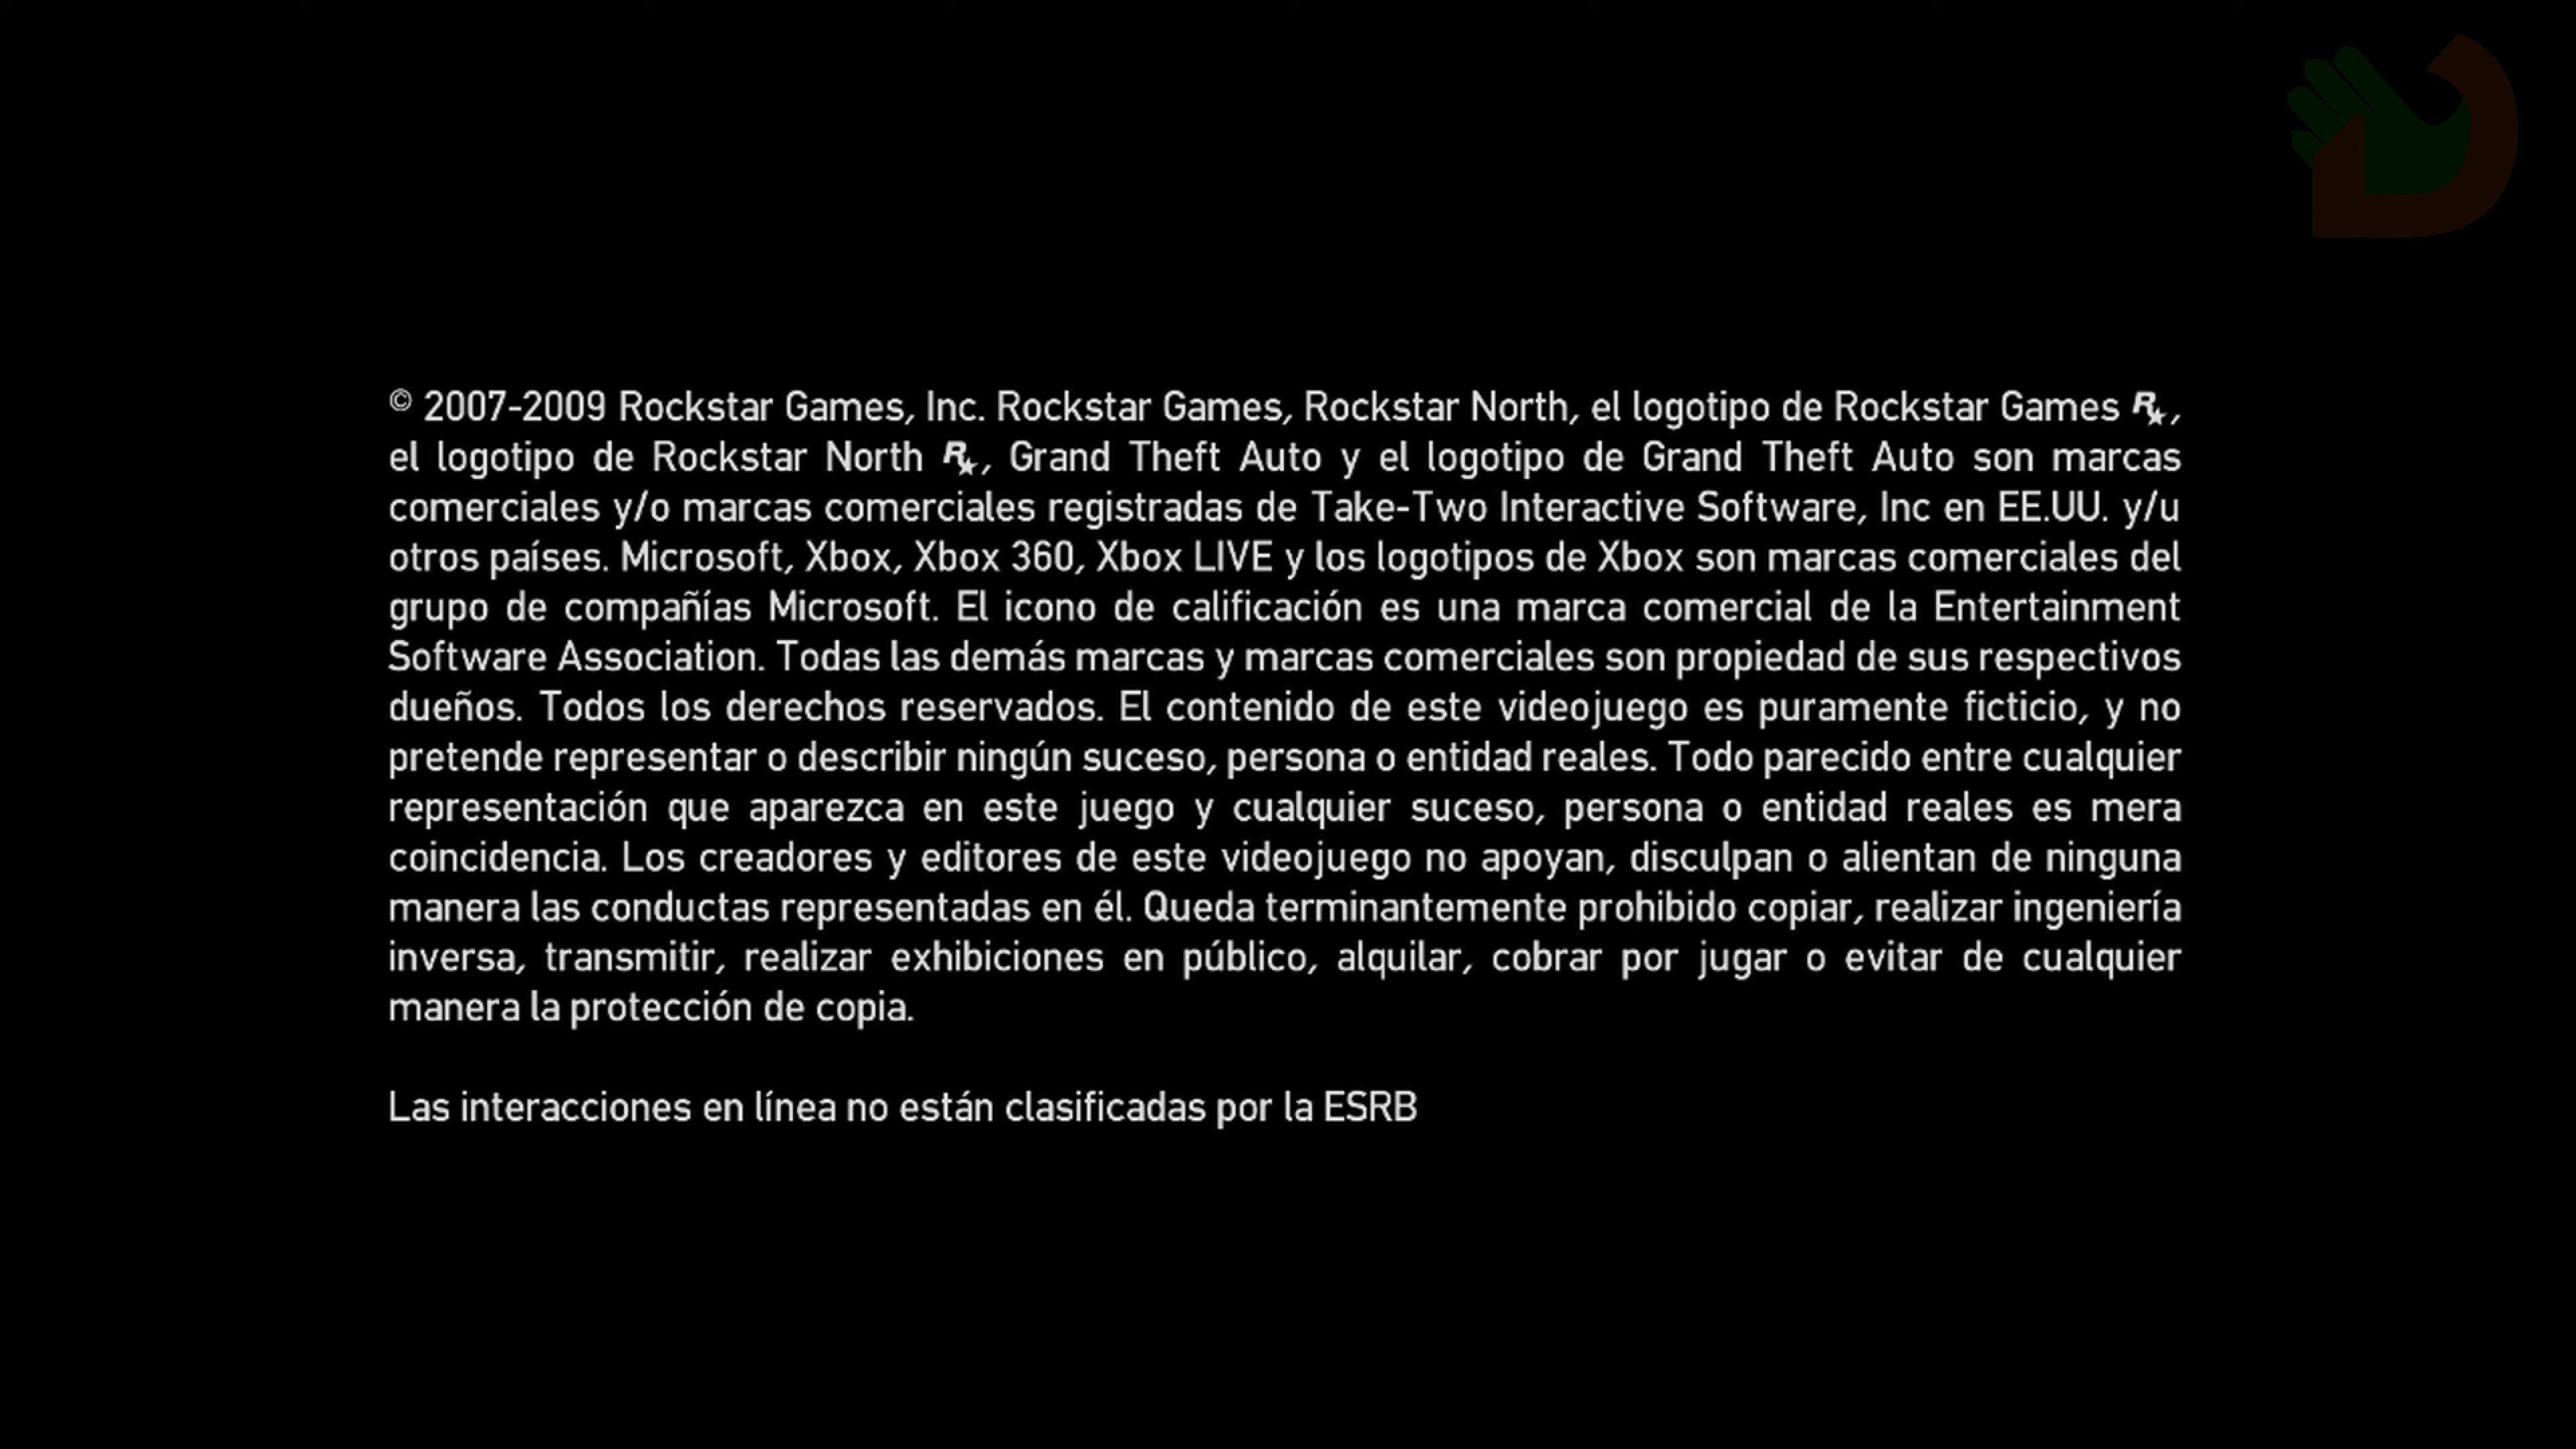 © 2007-2009 Rockstar Games, Inc. Rockstar Games, Rockstar North, el logotipo de Rockstar Games R★,
el logotipo de Rockstar North R★, Grand Theft Auto y el logotipo de Grand Theft Auto son marcas
comerciales y/o marcas comerciales registradas de Take-Two Interactive Software, Inc en EE.UU. y/u
otros países. Microsoft, Xbox, Xbox 360, Xbox LIVE y los logotipos de Xbox son marcas comerciales del
grupo de compañías Microsoft. El icono de calificación es una marca comercial de la Entertainment
Software Association. Todas las demás marcas y marcas comerciales son propiedad de sus respectivos
dueños. Todos los derechos reservados. El contenido de este videojuego es puramente ficticio, y no
pretende representar o describir ningún suceso, persona o entidad reales. Todo parecido entre cualquier
representación que aparezca en este juego y cualquier suceso, persona o entidad reales es mera
coincidencia. Los creadores y editores de este videojuego no apoyan, disculpan o alientan de ninguna
manera las conductas representadas en él. Queda terminantemente prohibido copiar, realizar ingeniería
inversa, transmitir, realizar exhibiciones en público, alquilar, cobrar por jugar o evitar de cualquier
manera la protección de copia.
Las interacciones en línea no están clasificadas por la ESRB